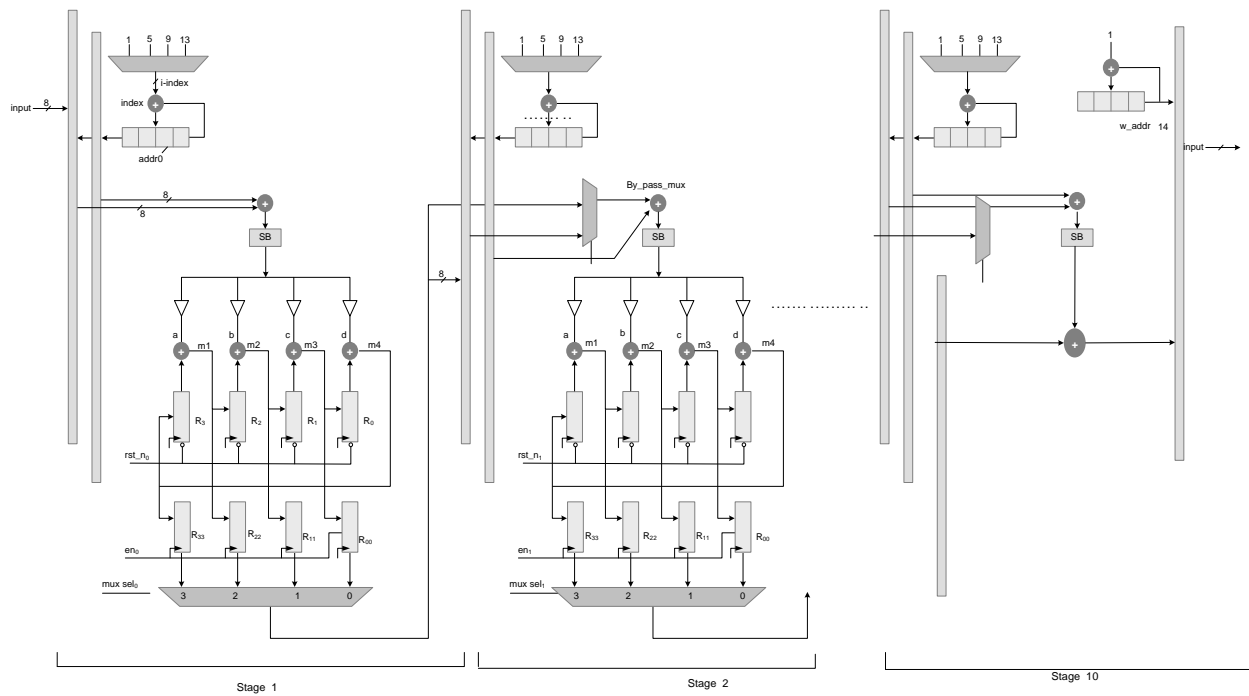 1 5 9 13
i-index
index
input 8
addr0
8
8
SB
a b c d
m1 m2 m3 m4
R3 R2 R1 R0
rst_n0
R33 R22 R11 R00
en0
mux sel0
3 2 1 0
Stage 1
1 5 9 13
........ ..
By_pass_mux
SB
8
a b c d
m1 m2 m3 m4
rst_n1
R33 R22 R11 R00
en1
mux sel1
3 2 1 0
Stage 2
1 5 9 13
1
w_addr 14
input
SB
Stage 10